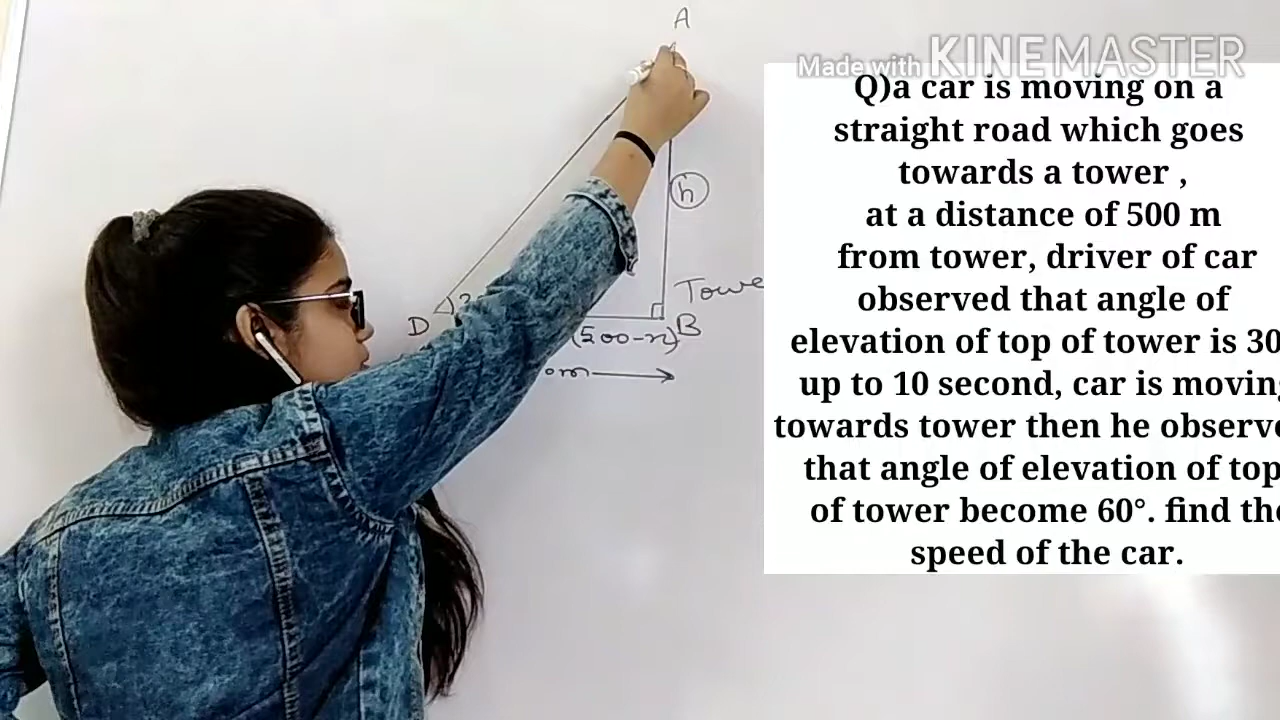 A
Made with KINEMASTER
Q)a car is moving on a
straight road which goes
towards a tower ,
at a distance of 500 m
from tower, driver of car
observed that angle of
elevation of top of tower is 30
up to 10 second, car is moving
towards tower then he observe
that angle of elevation of top
of tower become 60°. find the
speed of the car.
h
Towe
D
B
(500-x)
0m